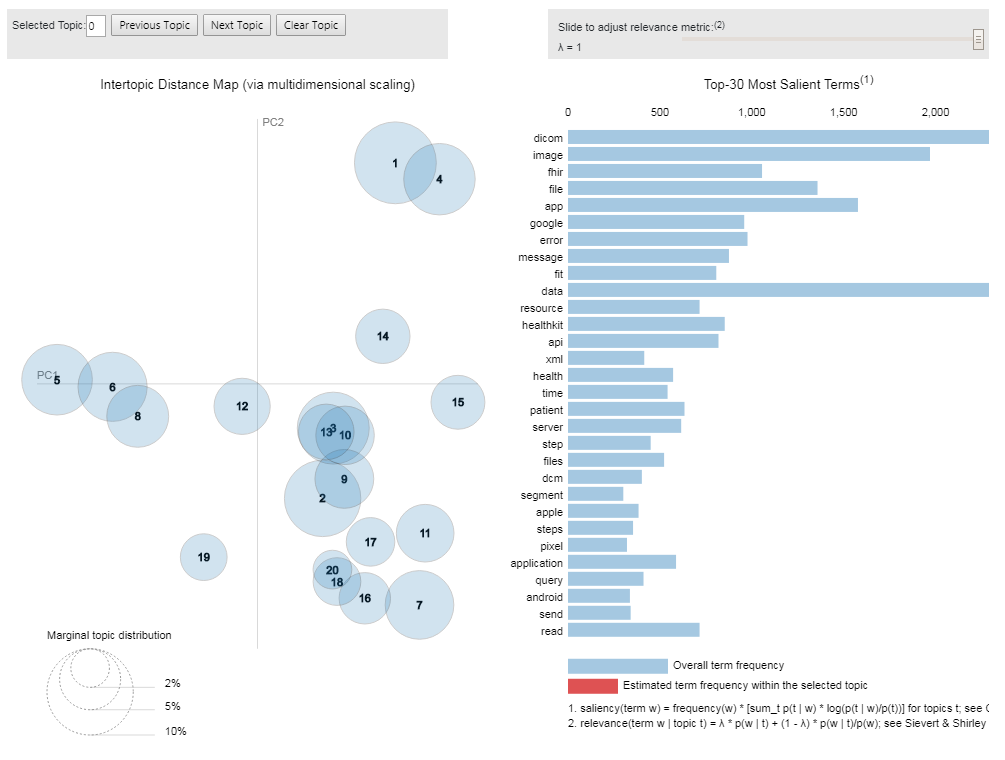 Selected Topic: 0 Previous Topic Next Topic Clear Topic
Slide to adjust relevance metric:(2)
λ = 1
Intertopic Distance Map (via multidimensional scaling)
PC2
PC1
1
4
14
5
6
8
12
15
13
3
10
9
2
17
11
19
20
18
16
7
Marginal topic distribution
2%
5%
10%
Top-30 Most Salient Terms(1)
0 500 1,000 1,500 2,000
dicom
image
fhir
file
app
google
error
message
fit
data
resource
healthkit
api
xml
health
time
patient
server
step
files
dcm
segment
apple
steps
pixel
application
query
android
send
read
Overall term frequency
Estimated term frequency within the selected topic
1. saliency(term w) = frequency(w) * [sum_t p(t | w) * log(p(t | w)/p(t))] for topics t; see
2. relevance(term w | topic t) = λ * p(w | t) + (1 - λ) * p(w | t)/p(w); see Sievert & Shirley